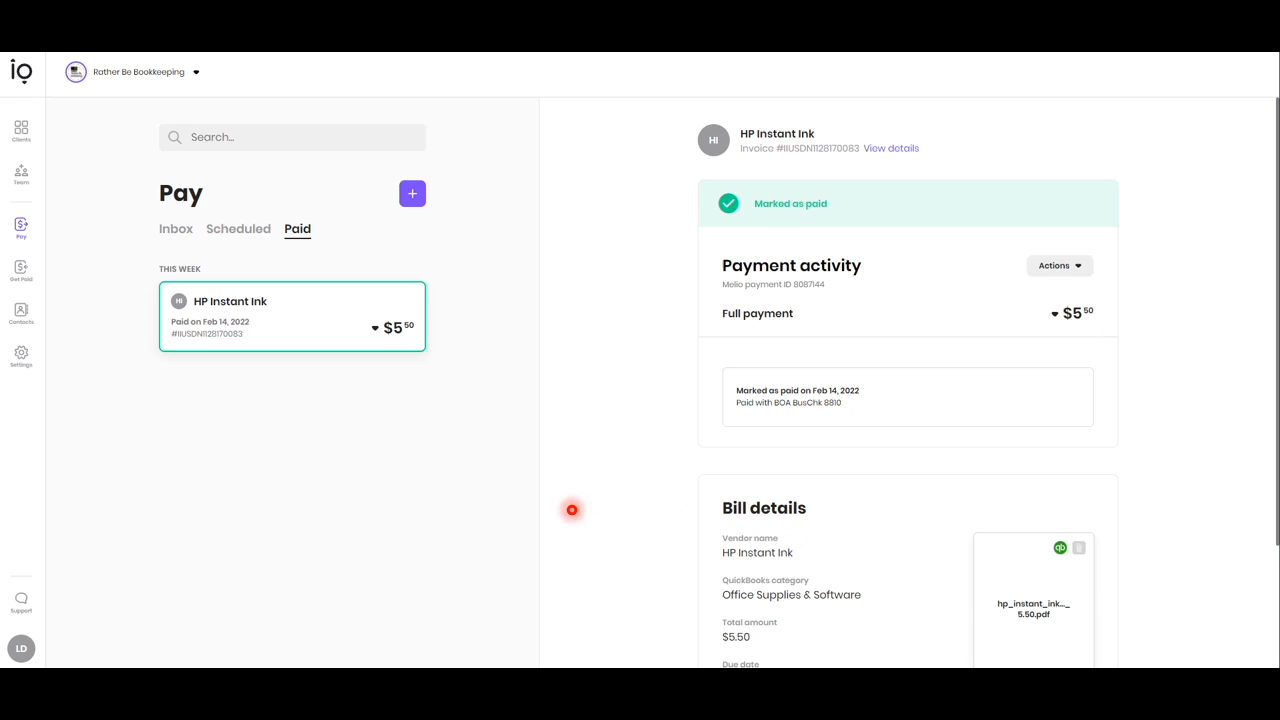 io
Rather Be Bookkeeping
Clients
Team
Pay
Get Paid
Contacts
Settings
Support
LD
Search...
Pay
+
Inbox Scheduled Paid
THIS WEEK
HI HP Instant Ink
Paid on Feb 14, 2022
#IIUSDN1128170083
$5 50
HI
HP Instant Ink
Invoice #IIUSDN1128170083 View details
Marked as paid
Payment activity
Actions
Melio payment ID 8087144
Full payment $5 50
Marked as paid on Feb 14, 2022
Paid with BOA BusChk 8810
Bill details
Vendor name
HP Instant Ink
QuickBooks category
Office Supplies & Software
Total amount
$5.50
Due date
qb
hp_instant_ink..._
5.50.pdf